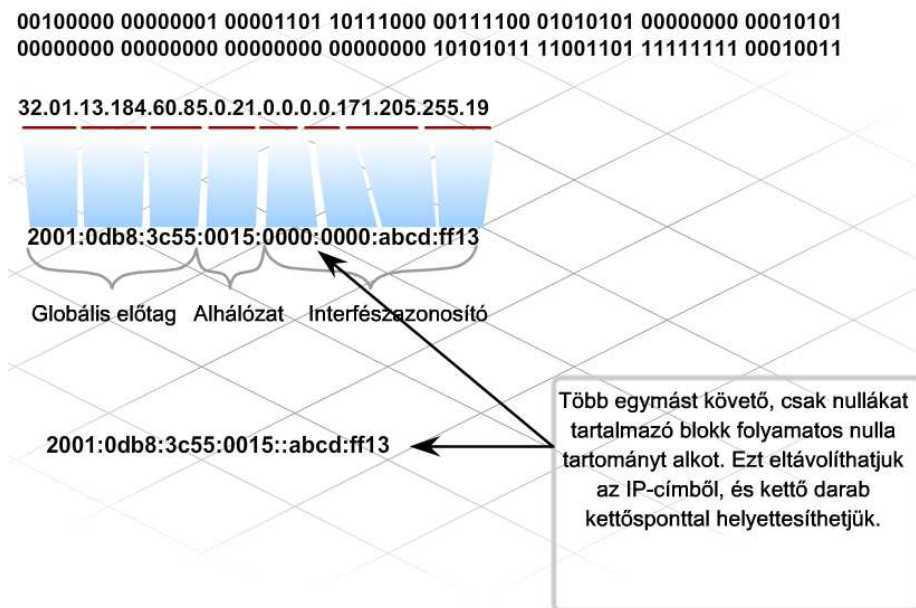 00100000 00000001 00001101 10111000 00111100 01010101 00000000 00010101
00000000 00000000 00000000 00000000 10101011 11001101 11111111 00010011
32.01.13.184.60.85.0.21.0.0.0.0.171.205.255.19
2001:0db8:3c55:0015:0000:0000:abcd:ff13
Globális előtag Alhálózat Interfészazonosító
2001:0db8:3c55:0015::abcd:ff13
Több egymást követő, csak nullákat
tartalmazó blokk folyamatos nulla
tartományt alkot. Ezt eltávolíthatjuk
az IP-címből, és kettő darab
kettősponttal helyettesíthetjük.